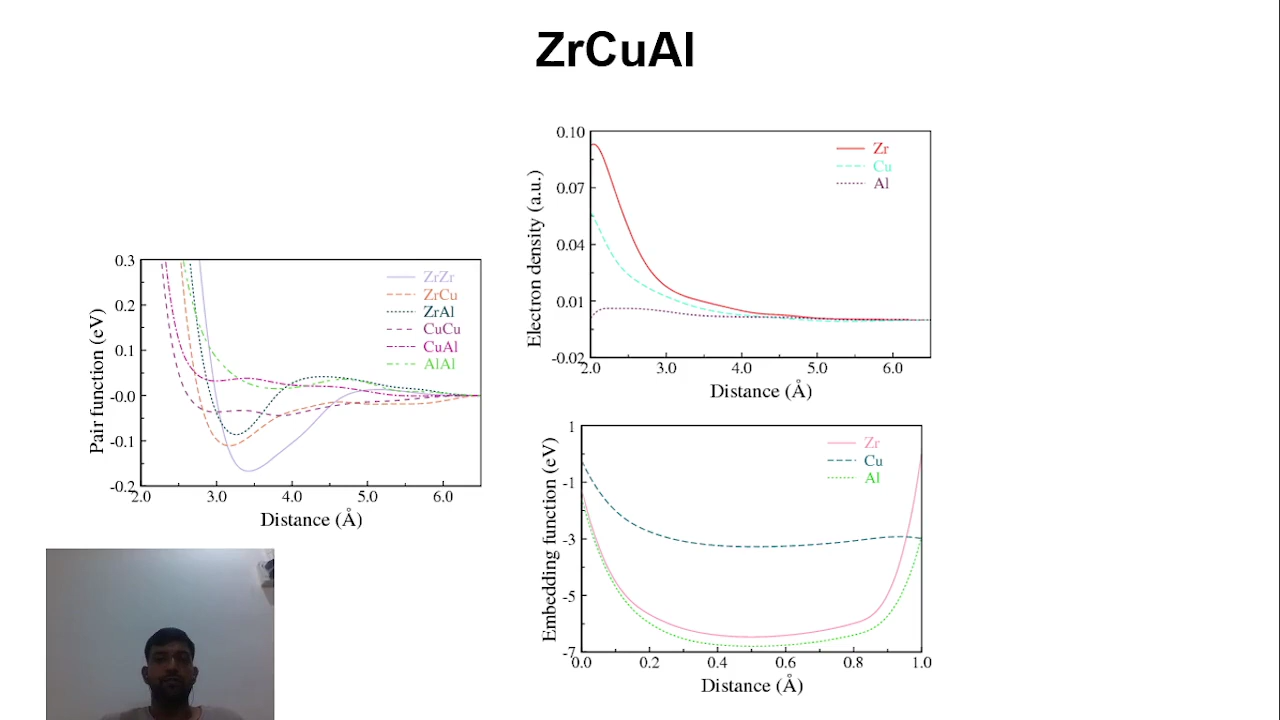 ZrCuAl
0.3
0.2
0.1
-0.0
-0.1
-0.2
2.0 3.0 4.0 5.0 6.0
Pair function (eV)
Distance (Å)
ZrZr
ZrCu
ZrAl
CuCu
CuAl
AlAl
0.10
0.07
0.04
0.01
-0.02
2.0 3.0 4.0 5.0 6.0
Electron density (a.u.)
Distance (Å)
Zr
Cu
Al
1
-1
-3
-5
-7
0.0 0.2 0.4 0.6 0.8 1.0
Embedding function (eV)
Distance (Å)
Zr
Cu
Al